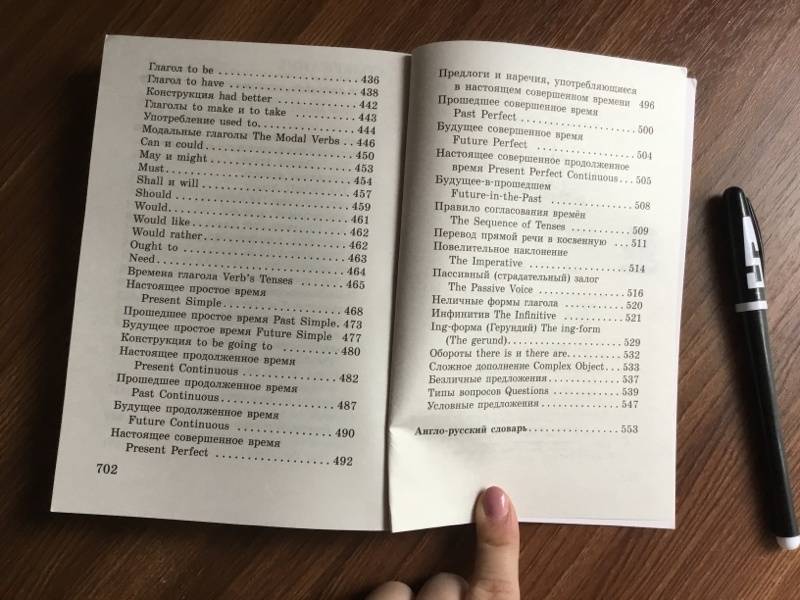 Глагол to be . . . . . . . . . . . . . . . . . . . . . 436
Глагол to have . . . . . . . . . . . . . . . . . . . . 438
Конструкция had better . . . . . . . . . . . . . 442
Глаголы to make и to take . . . . . . . . . . . 443
Употребление used to. . . . . . . . . . . . . . . . 444
Модальные глаголы The Modal Verbs . . 446
Can и could . . . . . . . . . . . . . . . . . . . . . . . 450
May и might . . . . . . . . . . . . . . . . . . . . . . 453
Must. . . . . . . . . . . . . . . . . . . . . . . . . . . . 454
Shall и will . . . . . . . . . . . . . . . . . . . . . . . 457
Should . . . . . . . . . . . . . . . . . . . . . . . . . . 459
Would. . . . . . . . . . . . . . . . . . . . . . . . . . . 461
Would like . . . . . . . . . . . . . . . . . . . . . . . 462
Would rather. . . . . . . . . . . . . . . . . . . . . . 462
Ought to . . . . . . . . . . . . . . . . . . . . . . . . . 463
Need. . . . . . . . . . . . . . . . . . . . . . . . . . . . 464
Времена глагола Verb's Tenses . . . . . . . 465
Настоящее простое время
Present Simple. . . . . . . . . . . . . . . . . . . . 468
Прошедшее простое время Past Simple. 473
Будущее простое время Future Simple 477
Конструкция to be going to . . . . . . . . . 480
Настоящее продолженное время
Present Continuous . . . . . . . . . . . . . . . . 482
Прошедшее продолженное время
Past Continuous. . . . . . . . . . . . . . . . . . . 487
Будущее продолженное время
Future Continuous . . . . . . . . . . . . . . . . 490
Настоящее совершенное время
Present Perfect . . . . . . . . . . . . . . . . . . . 492
702
Предлоги и наречия, употребляющиеся
в настоящем совершенном времени 496
Прошедшее совершенное время
Past Perfect . . . . . . . . . . . . . . . . . . . . . 500
Будущее совершенное время
Future Perfect . . . . . . . . . . . . . . . . . . . 504
Настоящее совершенное продолженное
время Present Perfect Continuous. . . 505
Будущее-в-прошедшем
Future-in-the-Past . . . . . . . . . . . . . . . 508
Правило согласования времён
The Sequence of Tenses . . . . . . . . . . . 509
Перевод прямой речи в косвенную . . . 511
Повелительное наклонение
The Imperative . . . . . . . . . . . . . . . . . . 514
Пассивный (страдательный) залог
The Passive Voice . . . . . . . . . . . . . . . . 516
Неличные формы глагола . . . . . . . . . . 520
Инфинитив The Infinitive . . . . . . . . . . 521
Ing-форма (Герундий) The ing-form
(The gerund). . . . . . . . . . . . . . . . . . . . 529
Обороты there is и there are. . . . . . . . . 532
Сложное дополнение Complex Object. . . 533
Безличные предложения. . . . . . . . . . . . 537
Типы вопросов Questions . . . . . . . . . . . 539
Условные предложения. . . . . . . . . . . . . 547
Англо-русский словарь. . . . . . . . . . . . . . . 553